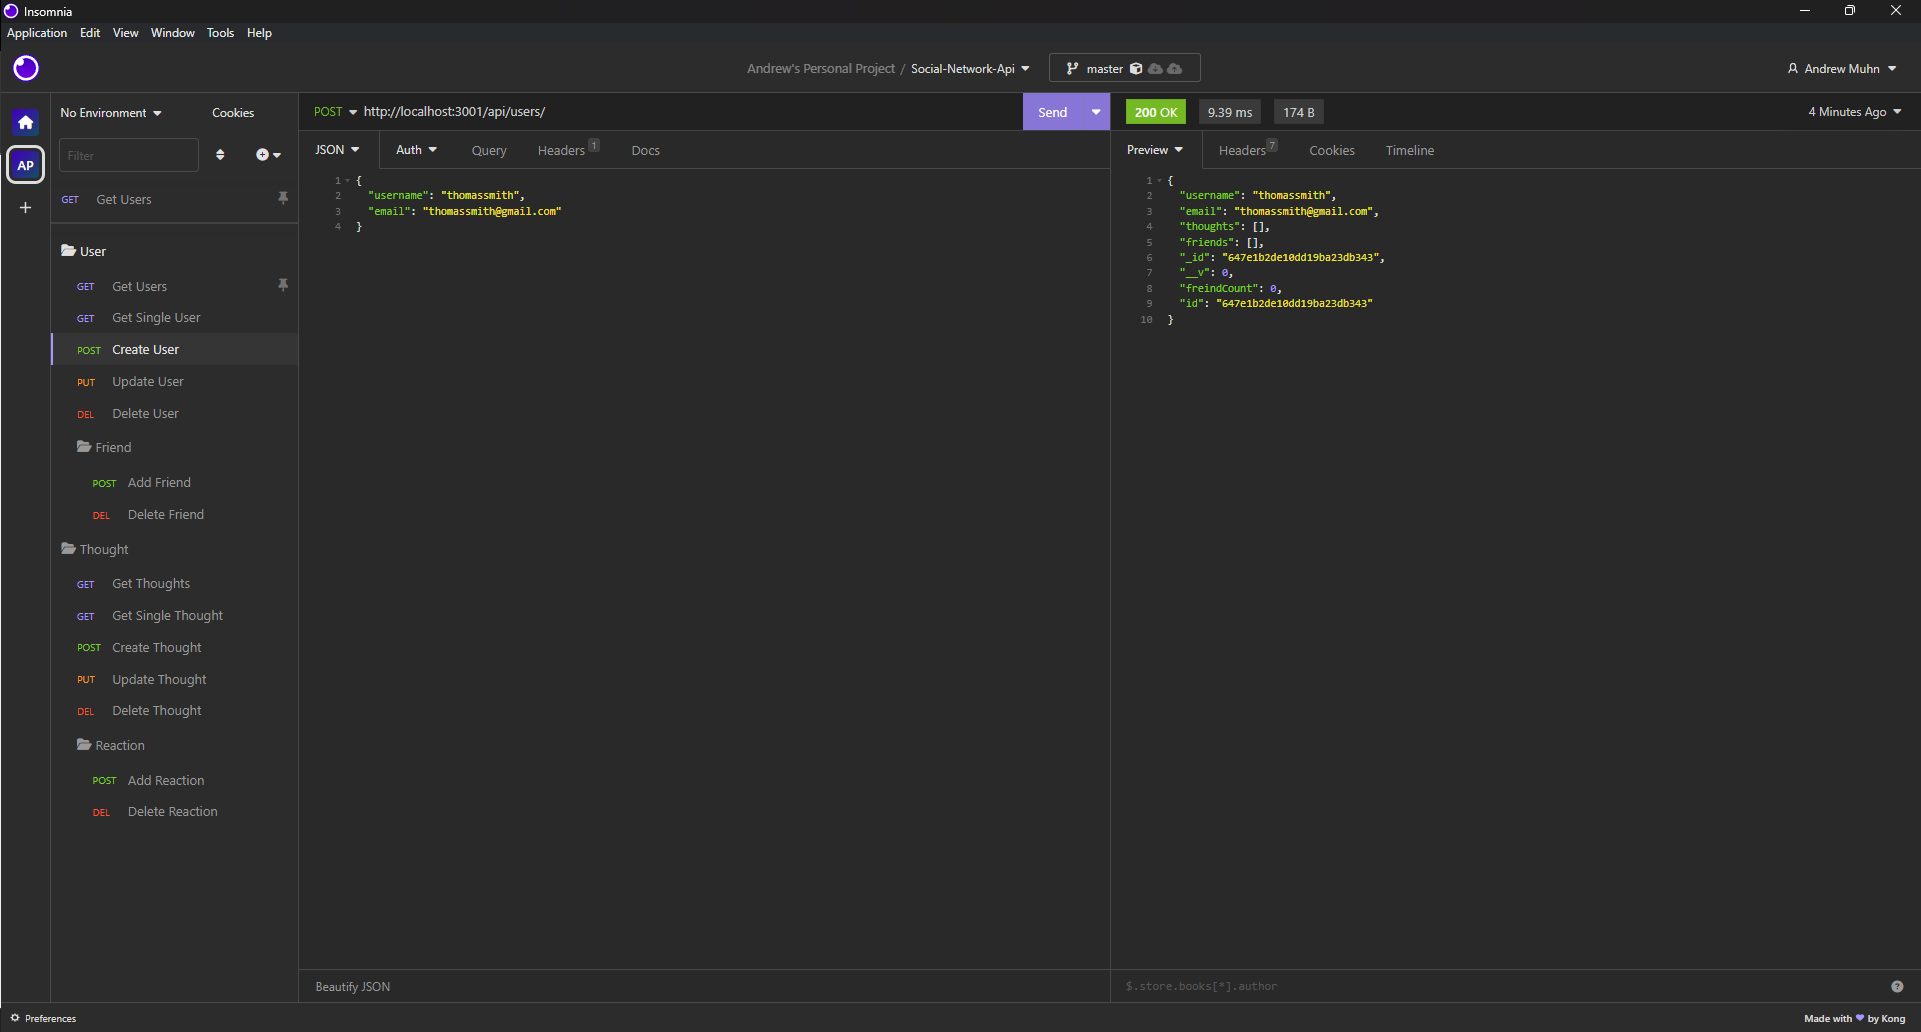 Insomnia
Application Edit View Window Tools Help
Andrew's Personal Project / Social-Network-Api master Andrew Muhn
No Environment Cookies
Filter
AP
GET Get Users
User
GET Get Users
GET Get Single User
POST Create User
PUT Update User
DEL Delete User
Friend
POST Add Friend
DEL Delete Friend
Thought
GET Get Thoughts
GET Get Single Thought
POST Create Thought
PUT Update Thought
DEL Delete Thought
Reaction
POST Add Reaction
DEL Delete Reaction
POST http://localhost:3001/api/users/ Send
JSON Auth Query Headers 1 Docs
1 {
2 "username": "thomassmith",
3 "email": "thomassmith@gmail.com"
4 }
Beautify JSON
200 OK 9.39 ms 174 B 4 Minutes Ago
Preview Headers 7 Cookies Timeline
1 {
2 "username": "thomassmith",
3 "email": "thomassmith@gmail.com",
4 "thoughts": [],
5 "friends": [],
6 "_id": "647e1b2de10dd19ba23db343",
7 "__v": 0,
8 "freindCount": 0,
9 "id": "647e1b2de10dd19ba23db343"
10 }
$.store.books[*].author
Preferences Made with ♥ by Kong